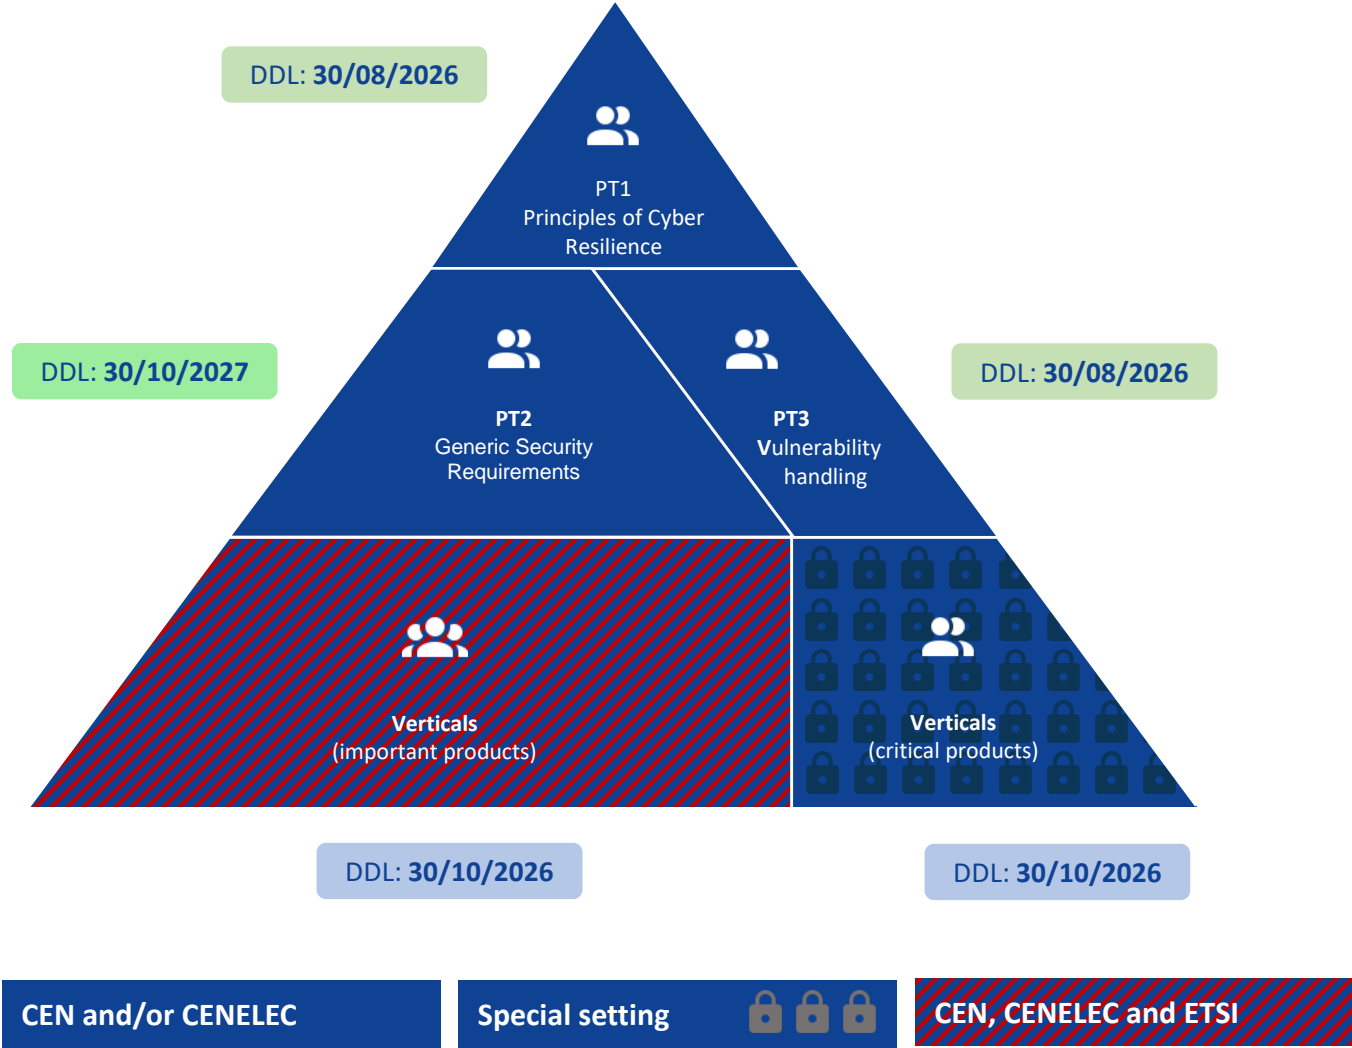 DDL: 30/08/2026
PT1
Principles of Cyber
Resilience
DDL: 30/10/2027
PT2
Generic Security
Requirements
PT3
Vulnerability
handling
DDL: 30/08/2026
Verticals
(important products)
Verticals
(critical products)
DDL: 30/10/2026
DDL: 30/10/2026
CEN and/or CENELEC
Special setting
CEN, CENELEC and ETSI